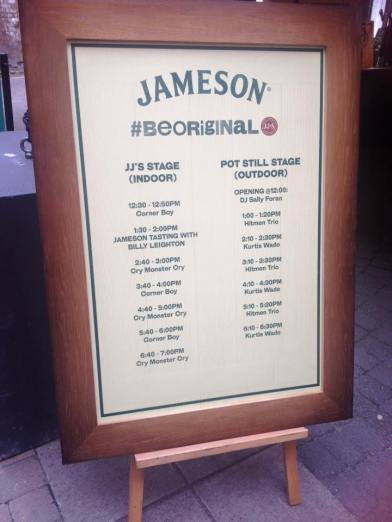 JAMESON®
#BEORIGINAL JJ'S
JJ'S STAGE
(INDOOR)
12:30 - 12:50PM
Corner Boy
1:30 - 2:00PM
JAMESON TASTING WITH
BILLY LEIGHTON
2:40 - 3:00PM
Cry Monster Cry
3:40 - 4:00PM
Corner Boy
4:40 - 5:00PM
Cry Monster Cry
5:40 - 6:00PM
Corner Boy
6:40 - 7:00PM
Cry Monster Cry
POT STILL STAGE
(OUTDOOR)
OPENING @12:00:
DJ Sally Foran
1:00 - 1:20PM
Hitmen Trio
2:10 - 2:30PM
Kurtis Wade
3:10 - 3:30PM
Hitmen Trio
4:10 - 4:30PM
Kurtis Wade
5:10 - 5:30PM
Hitmen Trio
6:10 - 6:30PM
Kurtis Wade